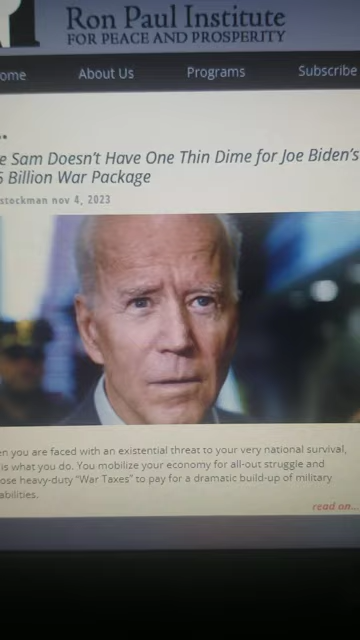 Ron Paul Institute
FOR PEACE AND PROSPERITY
ome About Us Programs Subscribe
e Sam Doesn't Have One Thin Dime for Joe Biden's
Billion War Package
stockman nov 4, 2023
en you are faced with an existential threat to your very national survival,
is what you do. You mobilize your economy for all-out struggle and
ose heavy-duty "War Taxes" to pay for a dramatic build-up of military
abilities.
read on...